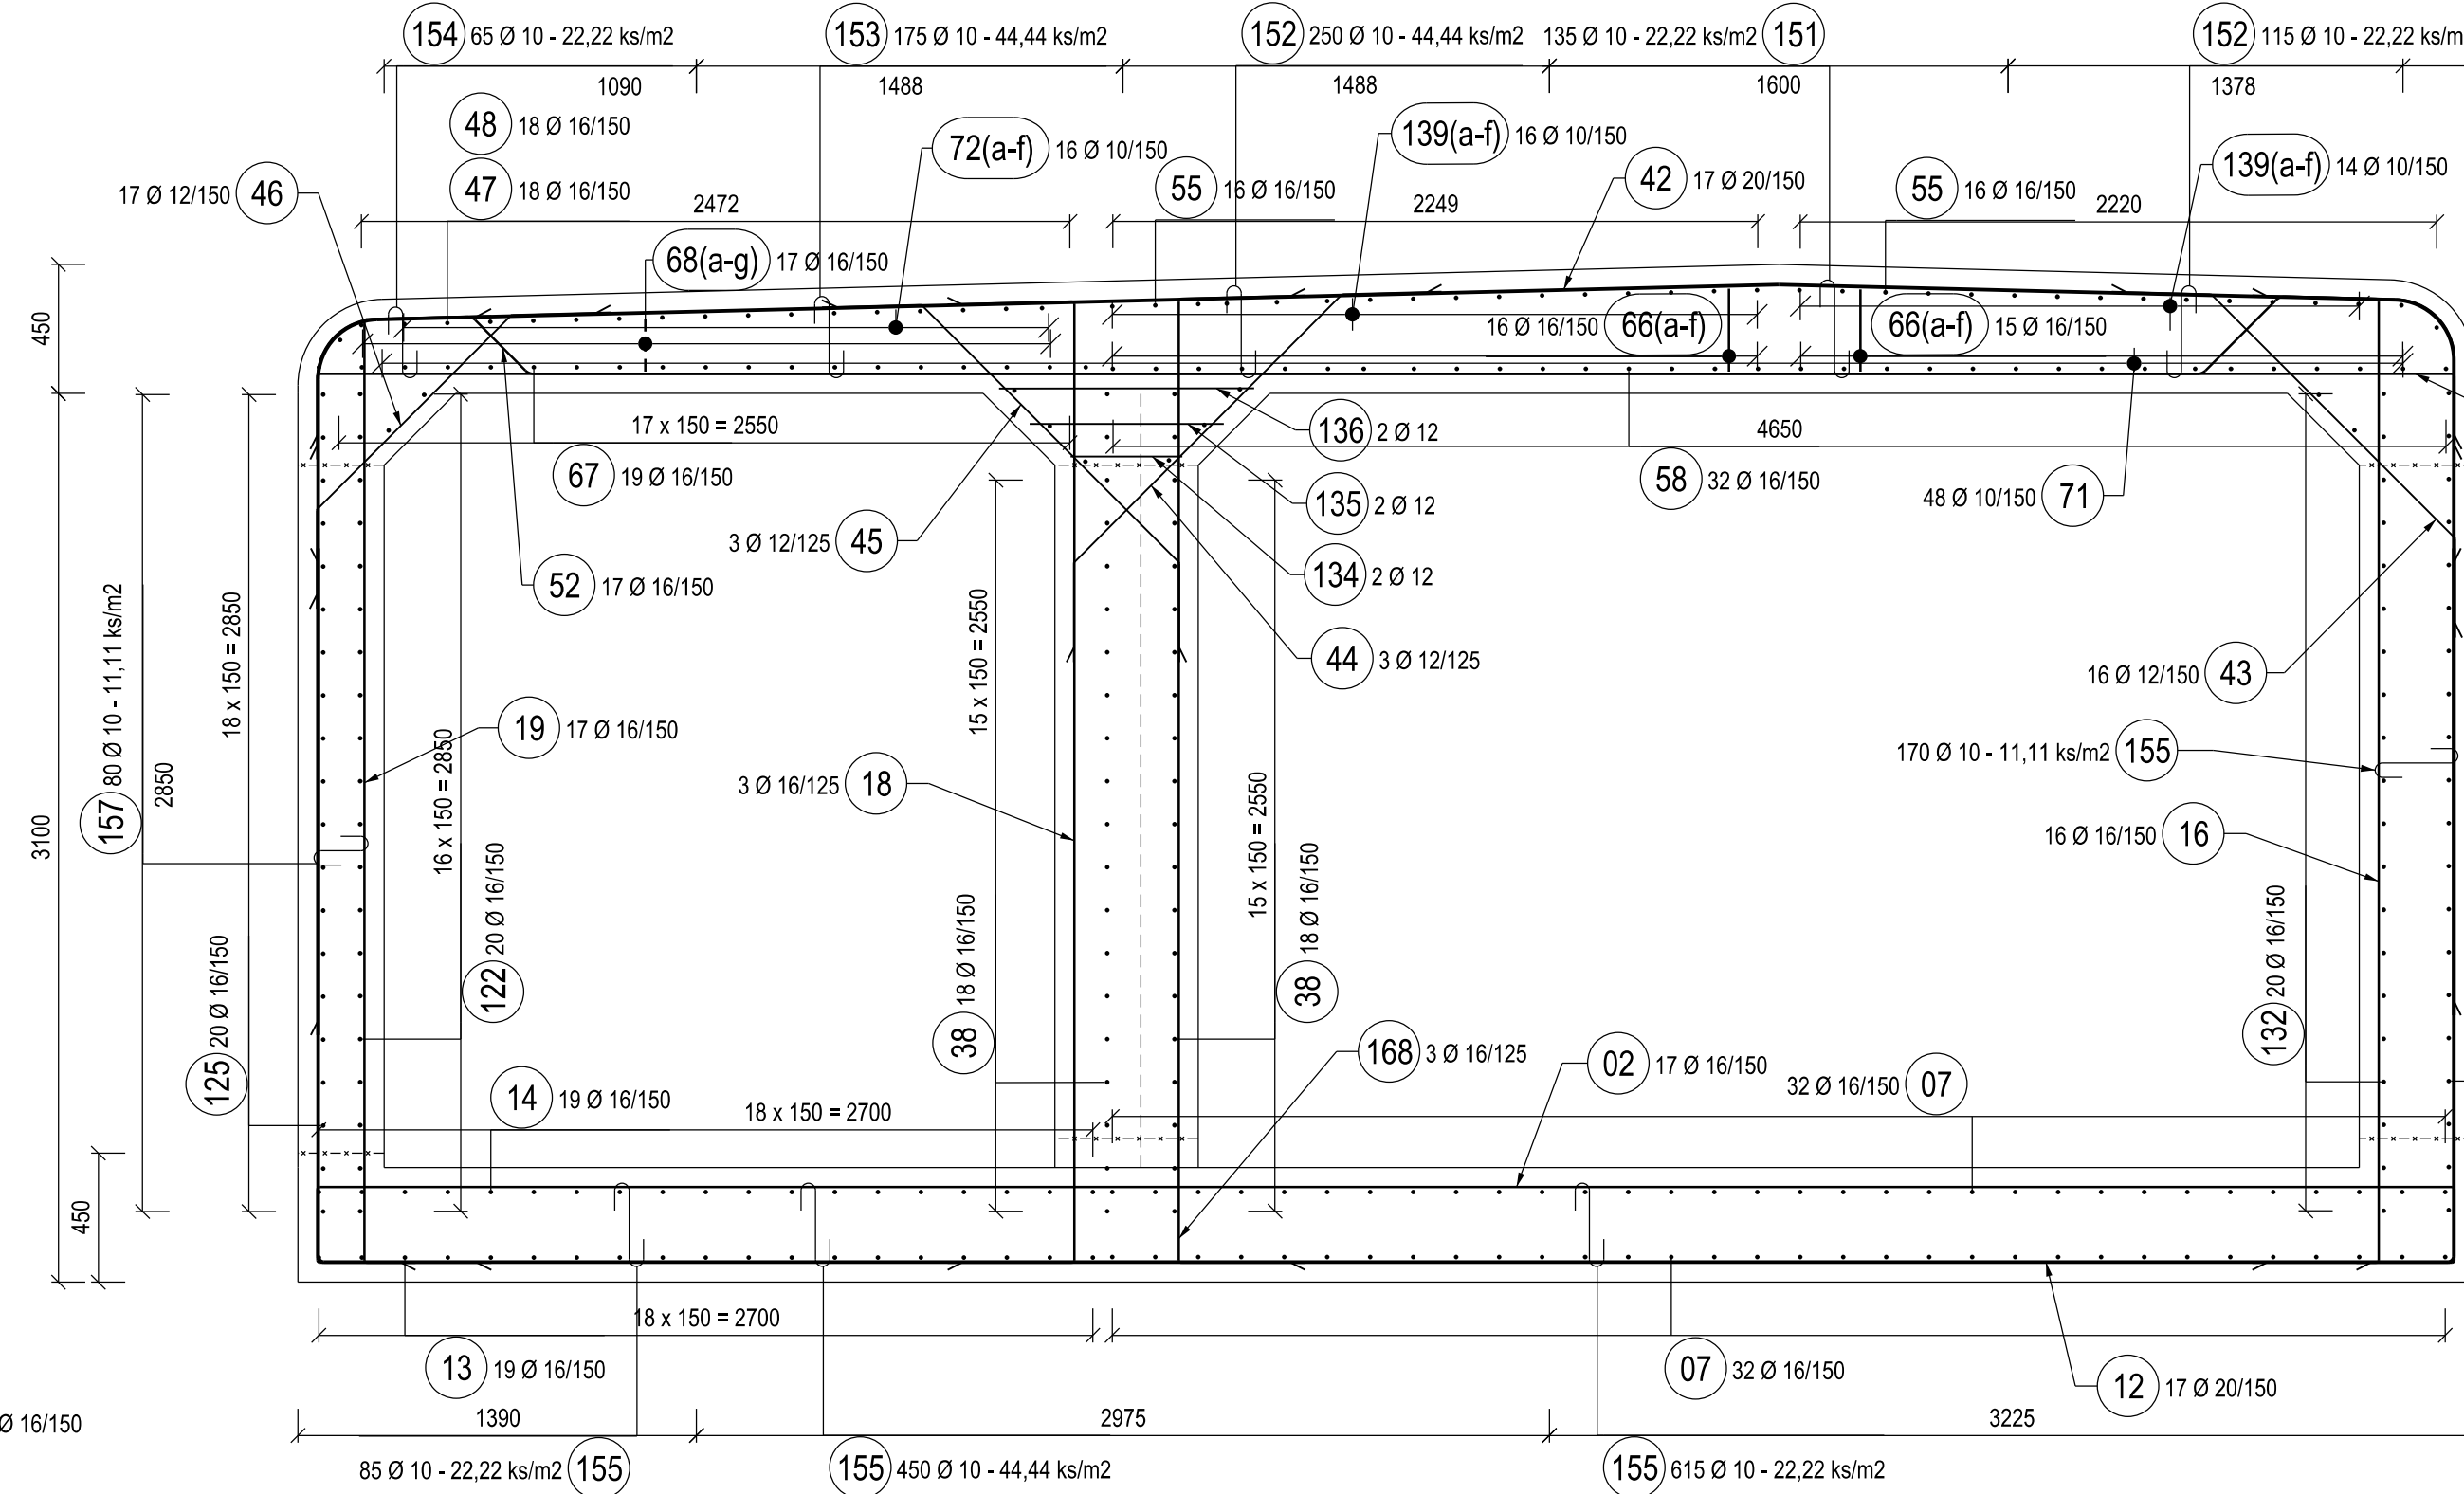 154 65 Ø 10 - 22,22 ks/m2
153 175 Ø 10 - 44,44 ks/m2
152 250 Ø 10 - 44,44 ks/m2
135 Ø 10 - 22,22 ks/m2 151
152 115 Ø 10 - 22,22 ks/m
1090
1488
1488
1600
1378
48 18 Ø 16/150
47 18 Ø 16/150
72(a-f) 16 Ø 10/150
139(a-f) 16 Ø 10/150
139(a-f) 14 Ø 10/150
17 Ø 12/150 46
55 16 Ø 16/150
42 17 Ø 20/150
55 16 Ø 16/150
2472
2249
2220
68(a-g) 17 Ø 16/150
16 Ø 16/150 66(a-f)
66(a-f) 15 Ø 16/150
450
17 x 150 = 2550
136 2 Ø 12
4650
67 19 Ø 16/150
58 32 Ø 16/150
48 Ø 10/150 71
135 2 Ø 12
3 Ø 12/125 45
52 17 Ø 16/150
134 2 Ø 12
44 3 Ø 12/125
16 Ø 12/150 43
157 80 Ø 10 - 11,11 ks/m2
18 x 150 = 2850
15 x 150 = 2550
19 17 Ø 16/150
16 x 150 = 2850
2850
3 Ø 16/125 18
170 Ø 10 - 11,11 ks/m2 155
3100
15 x 150 = 2550
16 Ø 16/150 16
122 20 Ø 16/150
38 18 Ø 16/150
38 18 Ø 16/150
132 20 Ø 16/150
125 20 Ø 16/150
168 3 Ø 16/125
02 17 Ø 16/150
32 Ø 16/150 07
14 19 Ø 16/150
18 x 150 = 2700
450
18 x 150 = 2700
13 19 Ø 16/150
07 32 Ø 16/150
12 17 Ø 20/150
Ø 16/150
1390
2975
3225
85 Ø 10 - 22,22 ks/m2 155
155 450 Ø 10 - 44,44 ks/m2
155 615 Ø 10 - 22,22 ks/m2